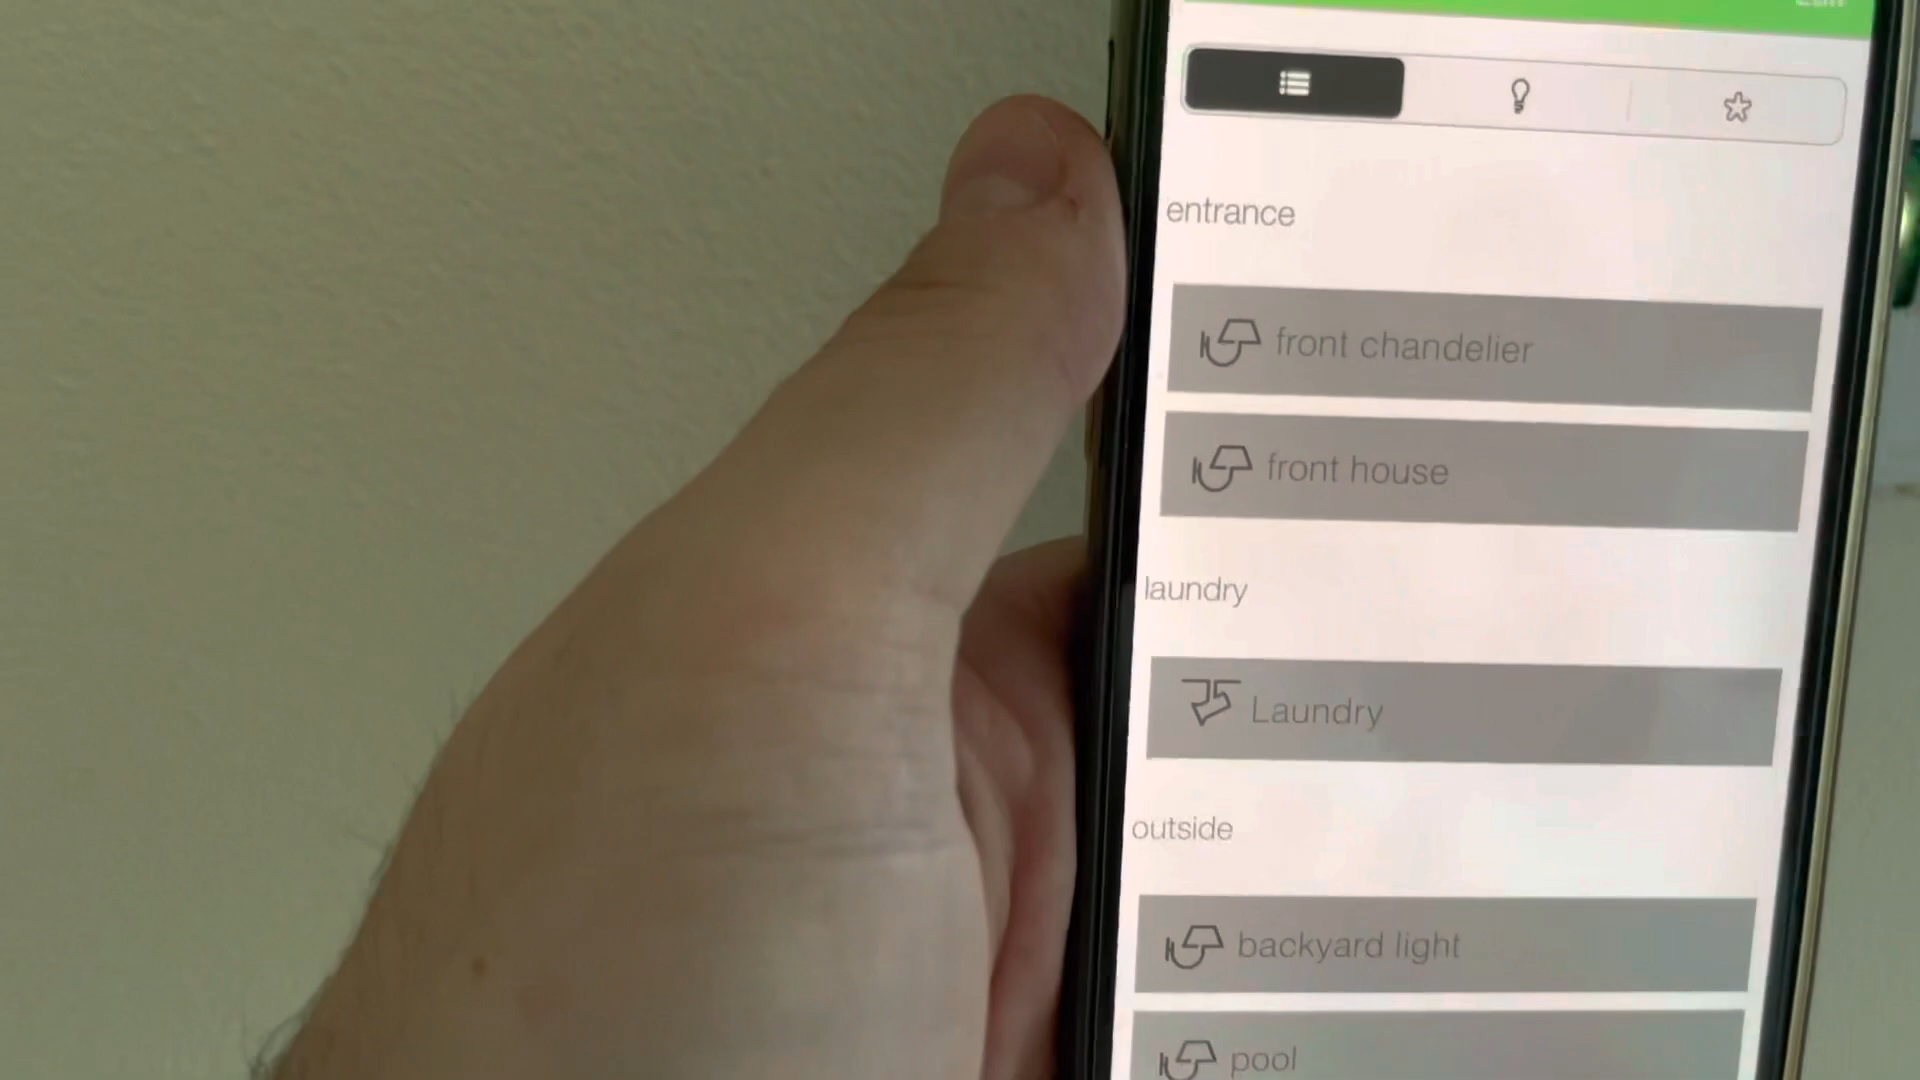 entrance
front chandelier
front house
laundry
Laundry
outside
backyard light
pool